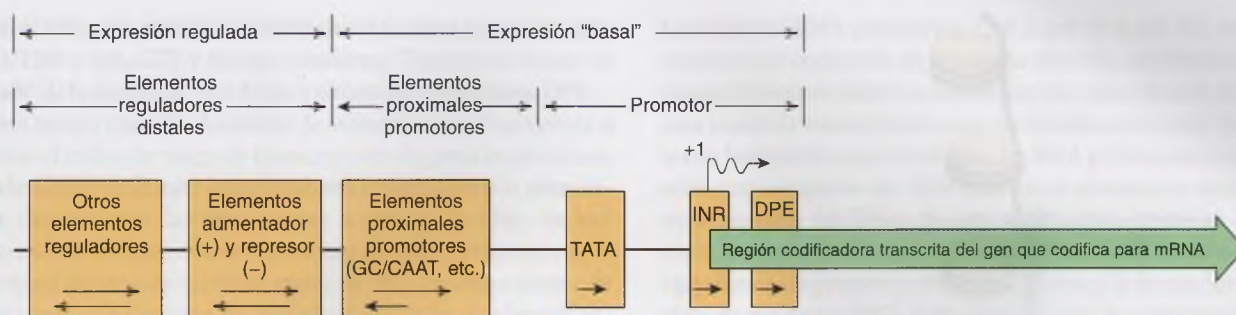 Expresión regulada
Expresión "basal"
Elementos
reguladores
distales
Elementos
proximales
promotores
Promotor
+1
Otros
elementos
reguladores
Elementos
aumentador
(+) y represor
(–)
Elementos
proximales
promotores
(GC/CAAT, etc.)
TATA
INR
DPE
Región codificadora transcrita del gen que codifica para mRNA